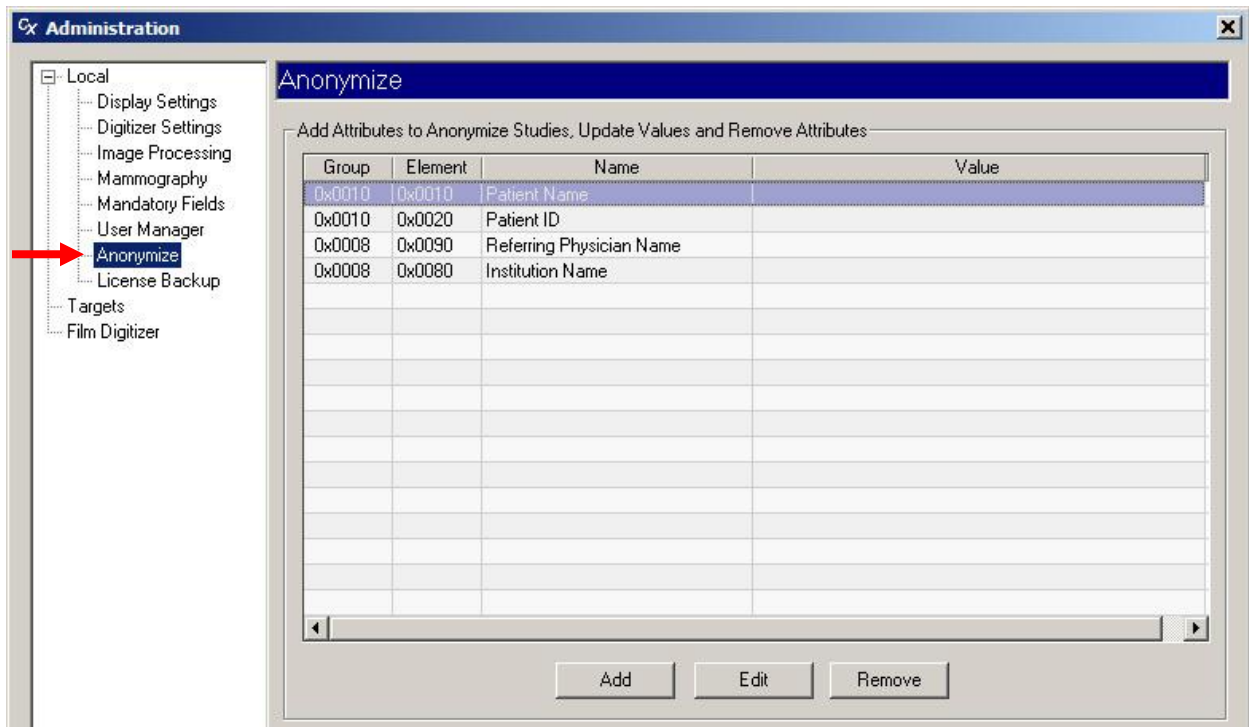 Cx Administration
Local
Display Settings
Digitizer Settings
Image Processing
Mammography
Mandatory Fields
User Manager
Anonymize
License Backup
Targets
Film Digitizer
Anonymize
Add Attributes to Anonymize Studies, Update Values and Remove Attributes
Group Element Name Value
0x0010 0x0010 Patient Name
0x0010 0x0020 Patient ID
0x0008 0x0090 Referring Physician Name
0x0008 0x0080 Institution Name
Add Edit Remove